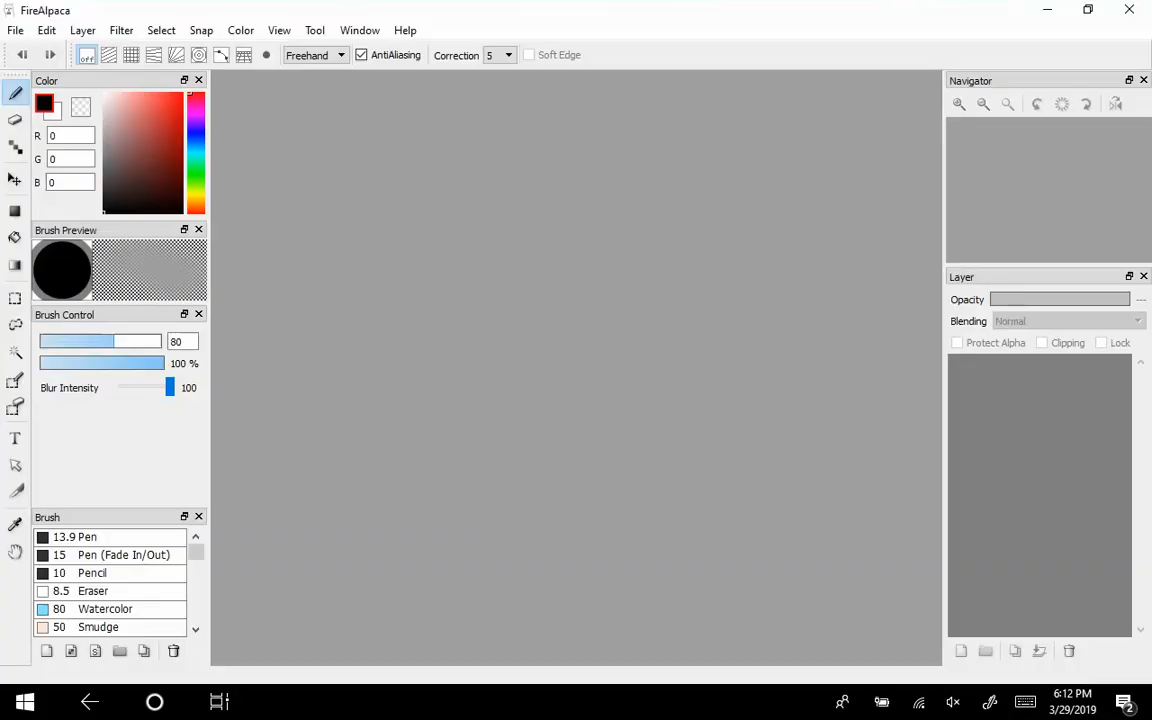 FireAlpaca
File Edit Layer Filter Select Snap Color View Tool Window Help
off Freehand AntiAliasing Correction 5 Soft Edge
Color
R 0
G 0
B 0
Brush Preview
Brush Control
80
100 %
Blur Intensity 100
Brush
13.9 Pen
15 Pen (Fade In/Out)
10 Pencil
8.5 Eraser
80 Watercolor
50 Smudge
Navigator
Layer
Opacity ---
Blending Normal
Protect Alpha Clipping Lock
T
6:12 PM
3/29/2019
2